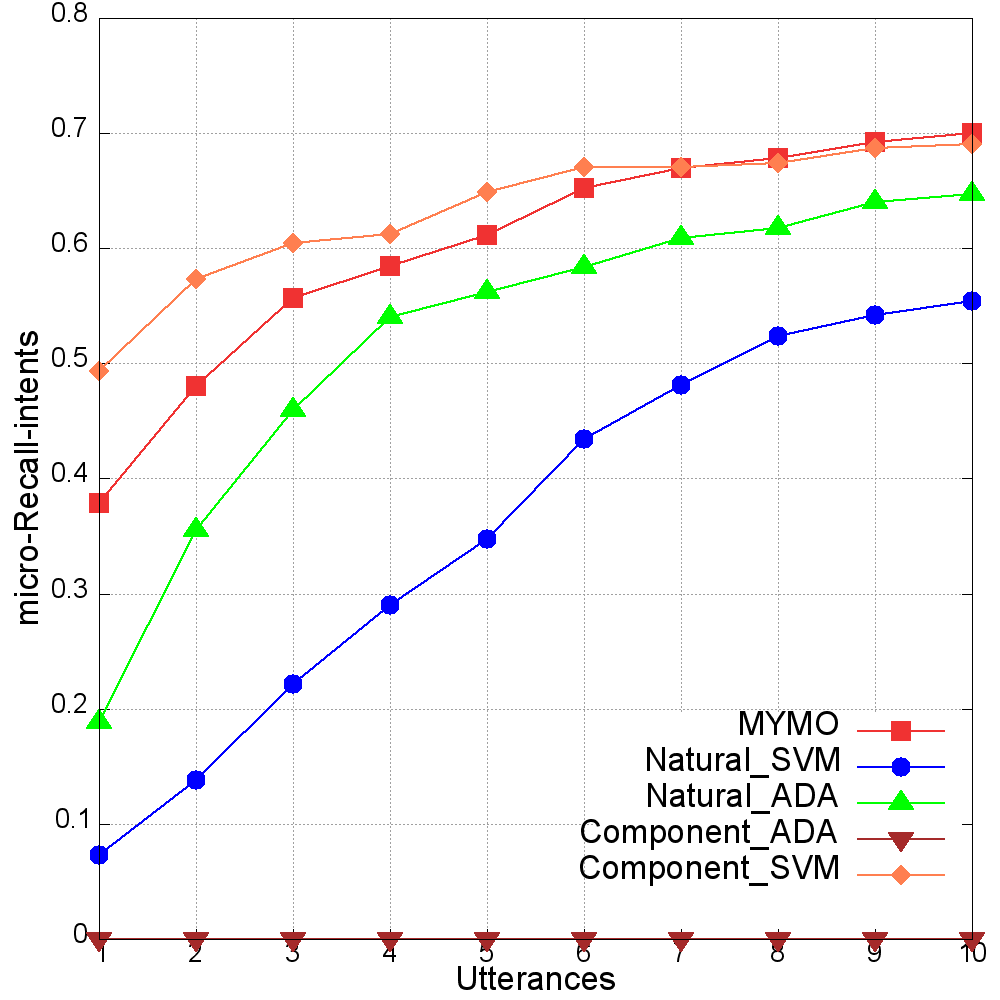 0.8
0.7
0.6
0.5
0.4
0.3
0.2
0.1
0
micro-Recall-intents
MYMO
Natural_SVM
Natural_ADA
Component_ADA
Component_SVM
1 2 3 4 5 6 7 8 9 10
Utterances